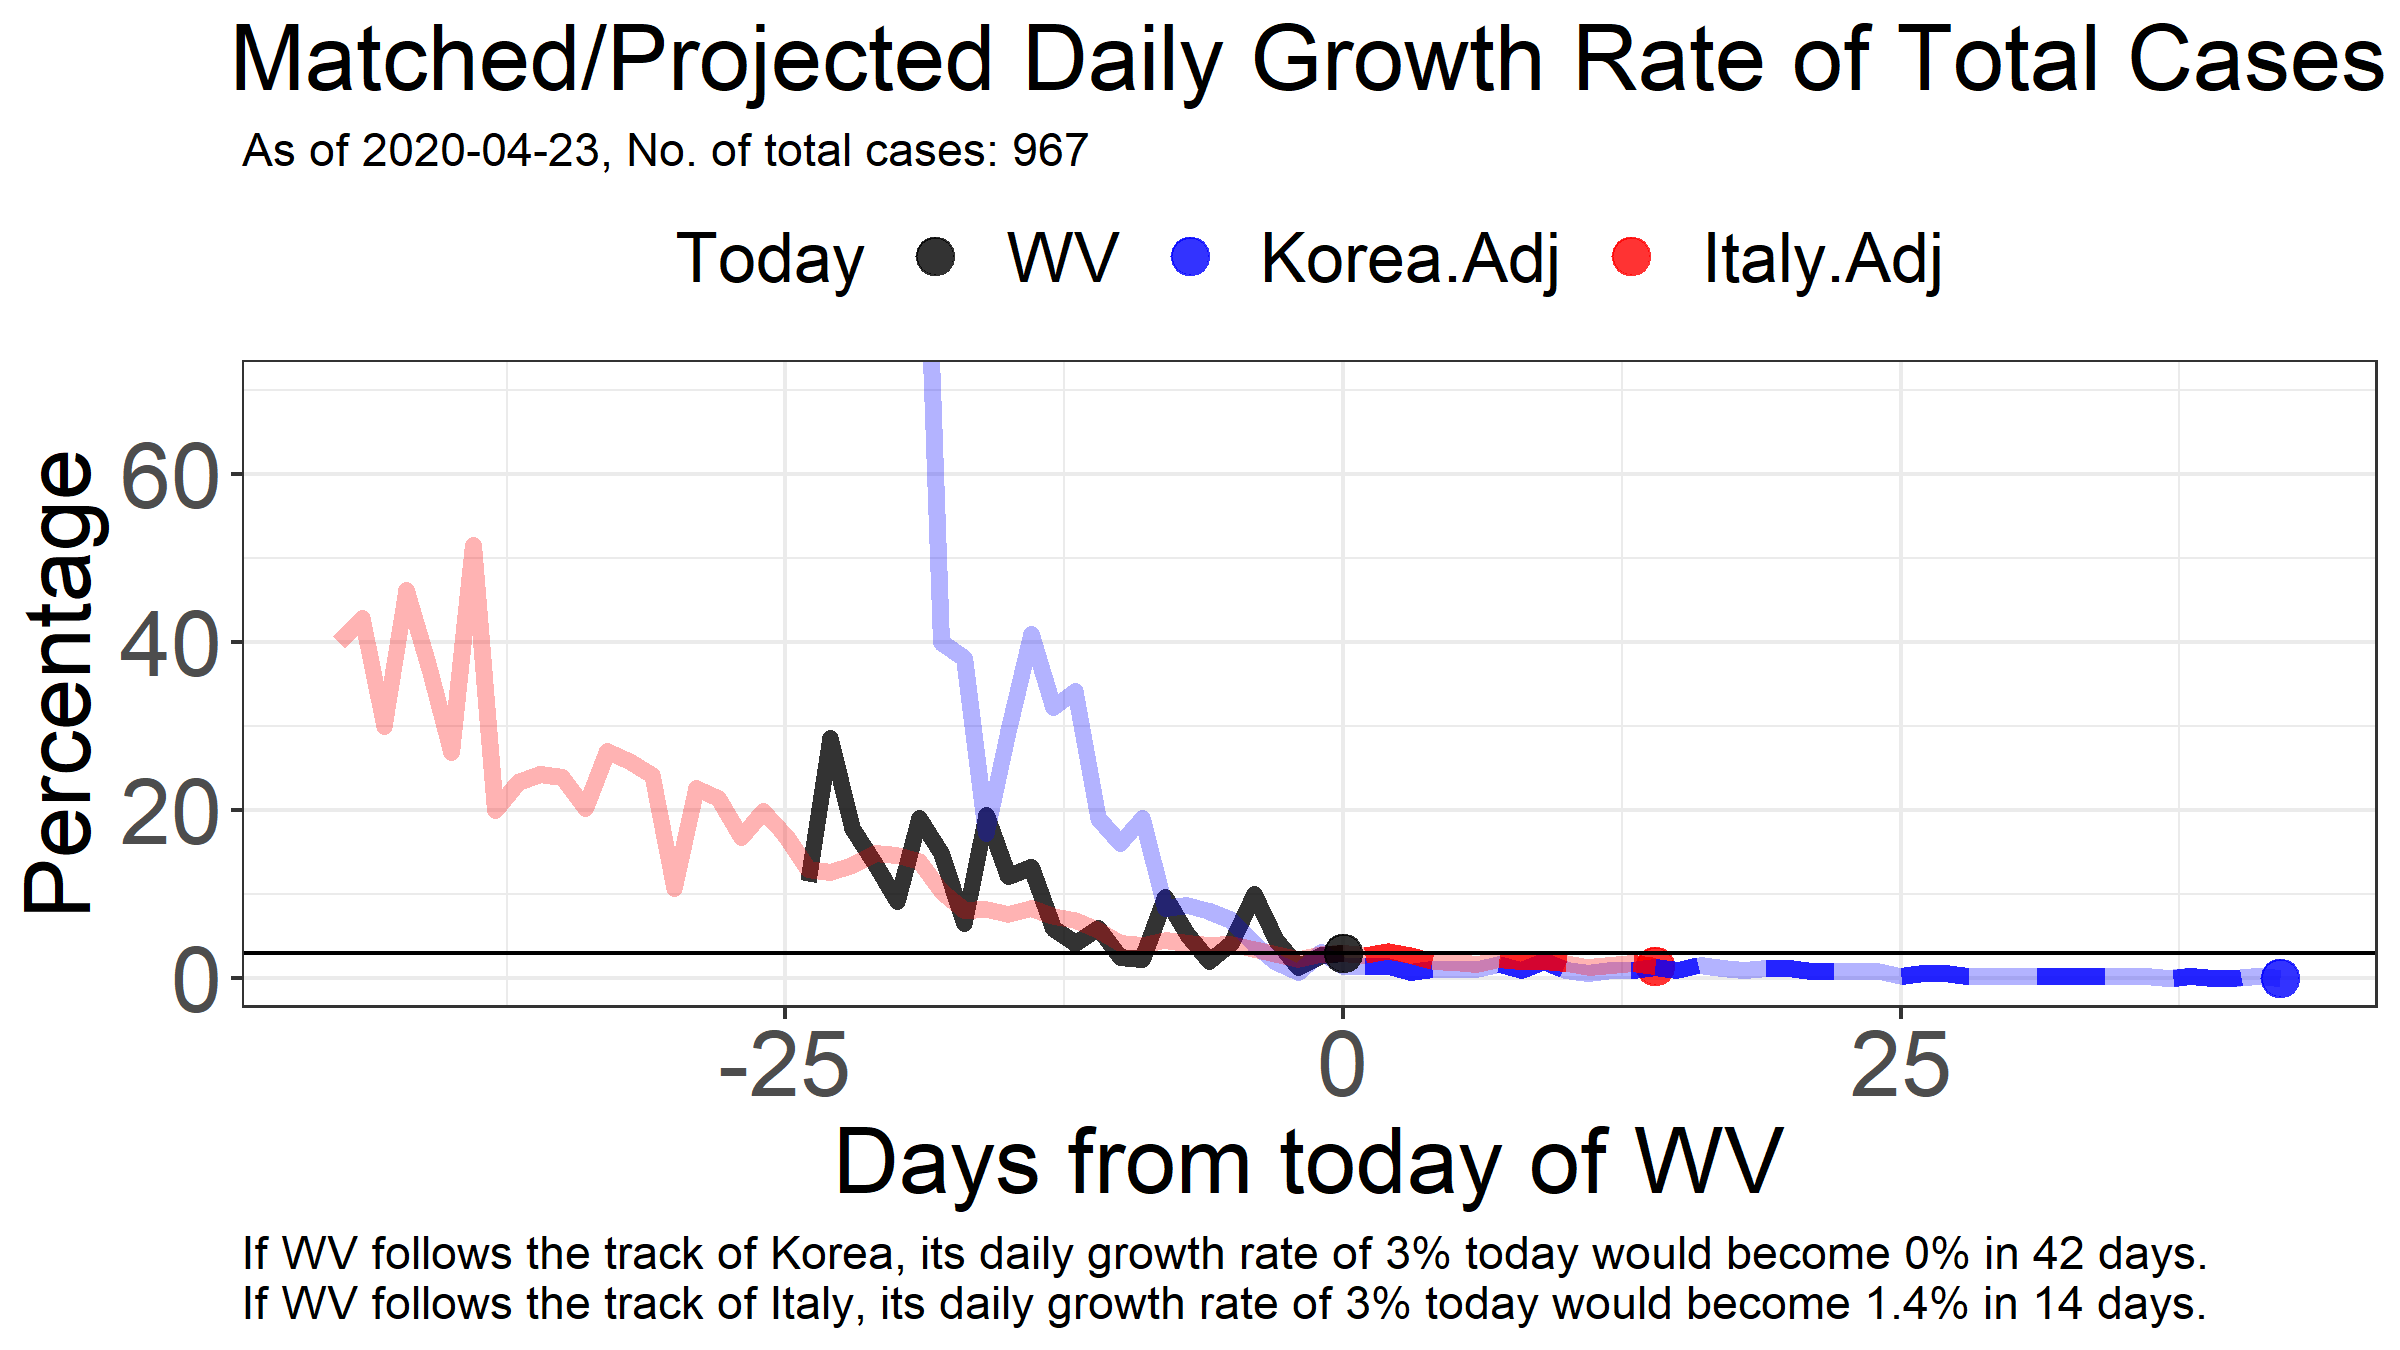 Matched/Projected Daily Growth Rate of Total Cases
As of 2020-04-23, No. of total cases: 967
Today WV Korea.Adj Italy.Adj
Percentage
60
40
20
0
-25 0 25
Days from today of WV
If WV follows the track of Korea, its daily growth rate of 3% today would become 0% in 42 days.
If WV follows the track of Italy, its daily growth rate of 3% today would become 1.4% in 14 days.